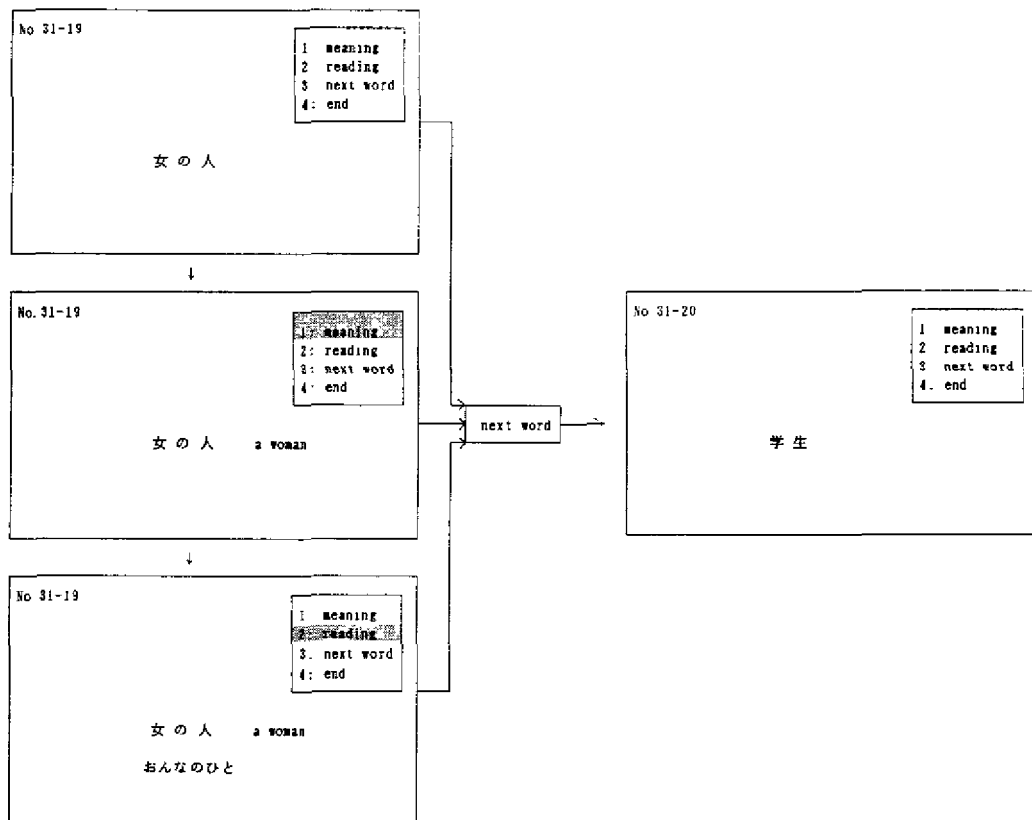 No 31-19
1 meaning
2 reading
3 next word
4: end
女 の 人
↓
No. 31-19
1: meaning
2: reading
3: next word
4: end
女 の 人 a woman
↓
No 31-19
1 meaning
2: reading
3. next word
4: end
女 の 人 a woman
おんなのひと
next word
No 31-20
1 meaning
2 reading
3 next word
4. end
学 生